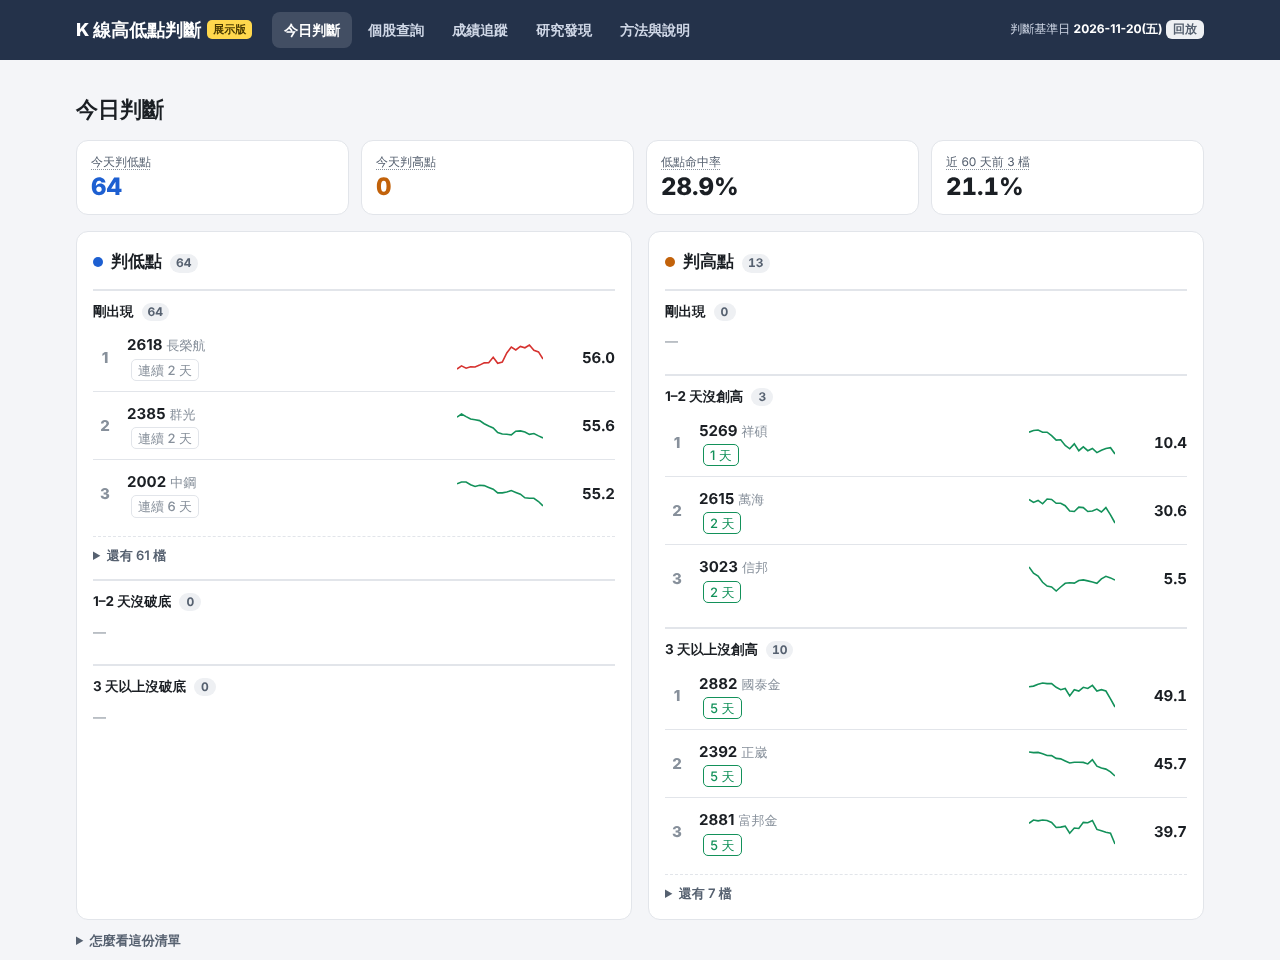 K 線高低點判斷 展示版 今日判斷 個股查詢 成績追蹤 研究發現 方法與說明 判斷基準日 2026-11-20(五) 回放
今日判斷
今天判低點
64
今天判高點
0
低點命中率
28.9%
近 60 天前 3 檔
21.1%
判低點 64
剛出現 64
1 2618 長榮航 56.0
連續 2 天
2 2385 群光 55.6
連續 2 天
3 2002 中鋼 55.2
連續 6 天
還有 61 檔
1–2 天沒破底 0
—
3 天以上沒破底 0
—
判高點 13
剛出現 0
—
1–2 天沒創高 3
1 5269 祥碩 10.4
1 天
2 2615 萬海 30.6
2 天
3 3023 信邦 5.5
2 天
3 天以上沒創高 10
1 2882 國泰金 49.1
5 天
2 2392 正崴 45.7
5 天
3 2881 富邦金 39.7
5 天
還有 7 檔
怎麼看這份清單